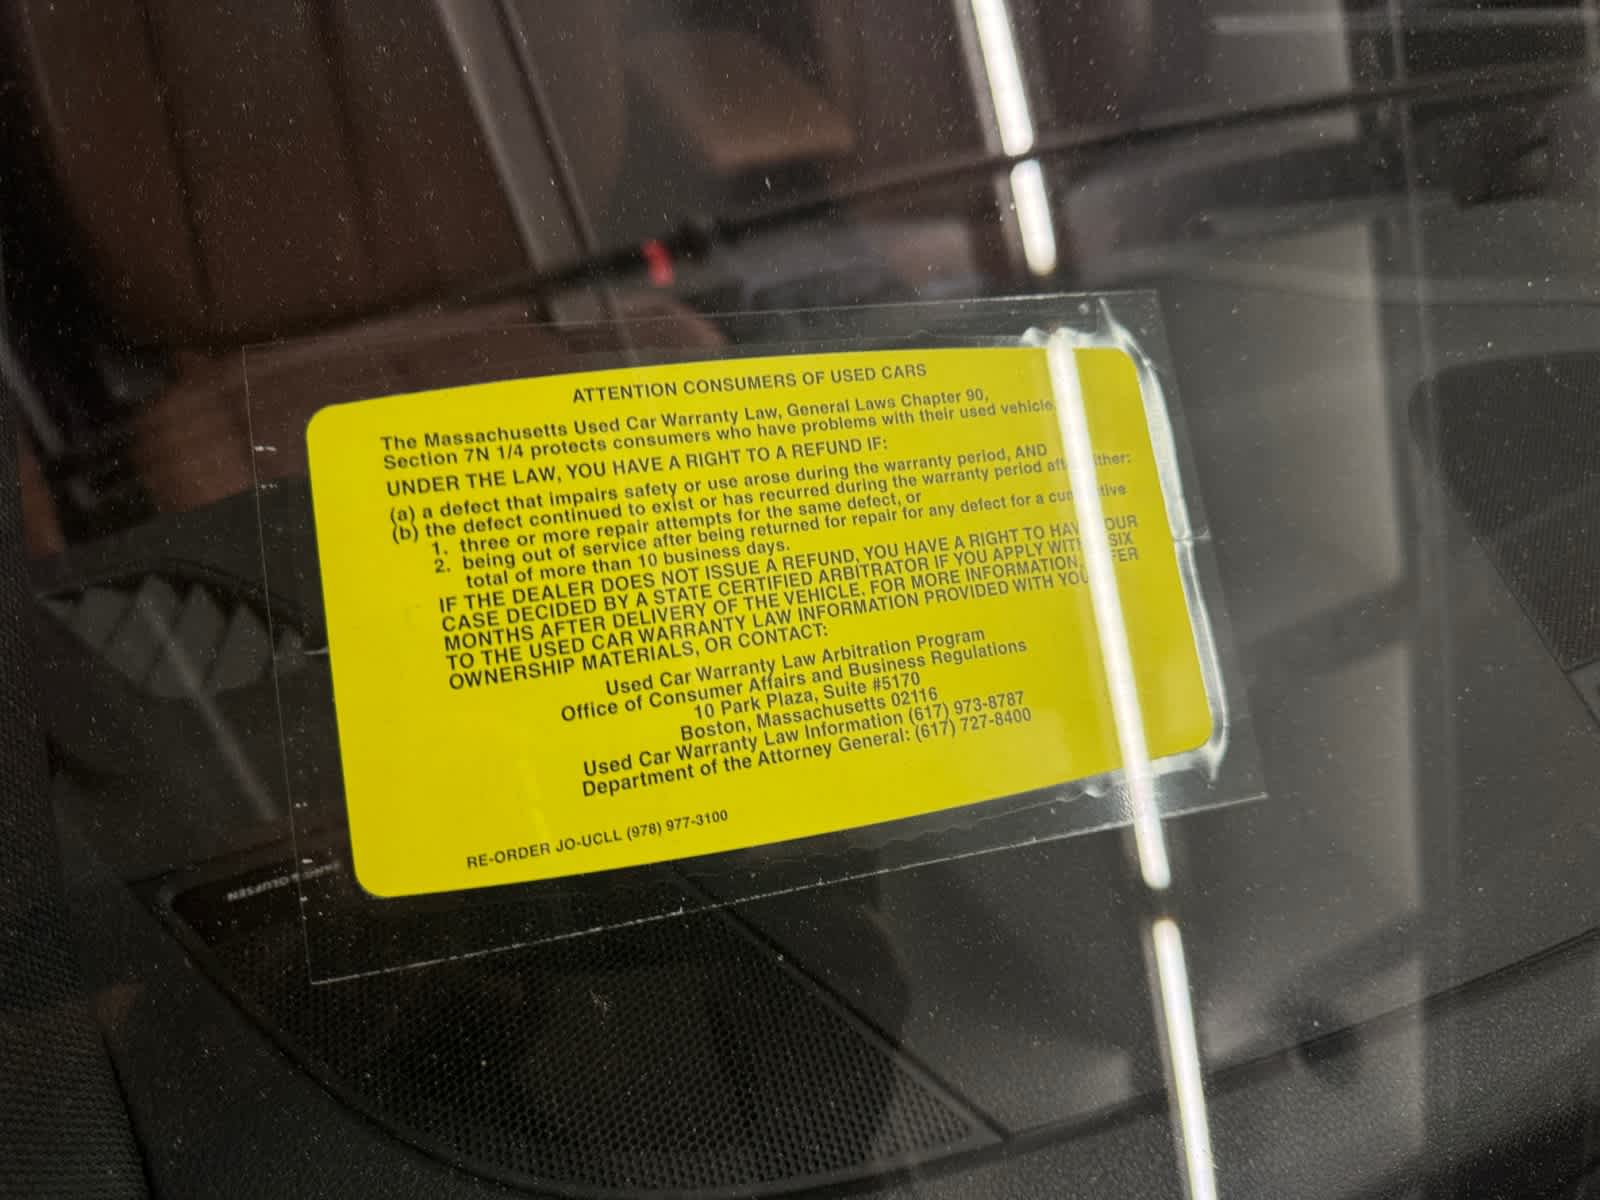 ATTENTION CONSUMERS OF USED CARS
The Massachusetts Used Car Warranty Law, General Laws Chapter 90,
Section 7N 1/4 protects consumers who have problems with their used vehicle.
UNDER THE LAW, YOU HAVE A RIGHT TO A REFUND IF:
(a) a defect that impairs safety or use arose during the warranty period, AND
(b) the defect continued to exist or has recurred during the warranty period
1. three or more repair attempts for the same defect, or
2. being out of service after being returned for repair for any defect for a
total of more than 10 business days.
IF THE DEALER DOES NOT ISSUE A REFUND, YOU HAVE A RIGHT TO
CASE DECIDED BY A STATE CERTIFIED ARBITRATOR IF YOU APPLY SIX
MONTHS AFTER DELIVERY OF THE VEHICLE. FOR MORE INFORMATION,
TO THE USED CAR WARRANTY LAW INFORMATION PROVIDED WITH
OWNERSHIP MATERIALS, OR CONTACT:
Used Car Warranty Law Arbitration Program
Office of Consumer Affairs and Business Regulations
10 Park Plaza, Suite #5170
Boston, Massachusetts 02116
Used Car Warranty Law Information (617) 973-8787
Department of the Attorney General: (617) 727-8400
RE-ORDER JO-UCLL (978) 977-3100
OLUFSEN